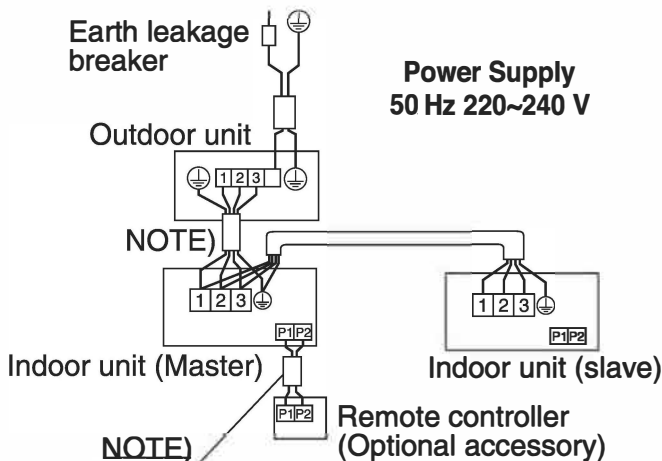 Earth leakage
breaker
Power Supply
50 Hz 220~240 V
Outdoor unit
1 2 3
NOTE)
1 2 3
1 2 3
P1 P2
P1 P2
Indoor unit (Master)
Indoor unit (slave)
P1 P2
Remote controller
(Optional accessory)
NOTE)